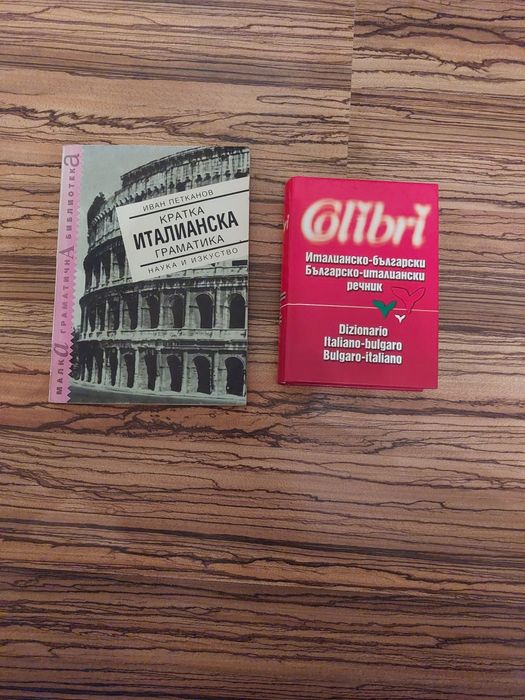 МАЛКА ГРАМАТИЧНА БИБЛИОТЕКА
ИВАН ПЕТКАНОВ
КРАТКА
ИТАЛИАНСКА
ГРАМАТИКА
НАУКА И ИЗКУСТВО
Colibri
Италианско-български
Българско-италиански
речник
Dizionario
Italiano-bulgaro
Bulgaro-italiano